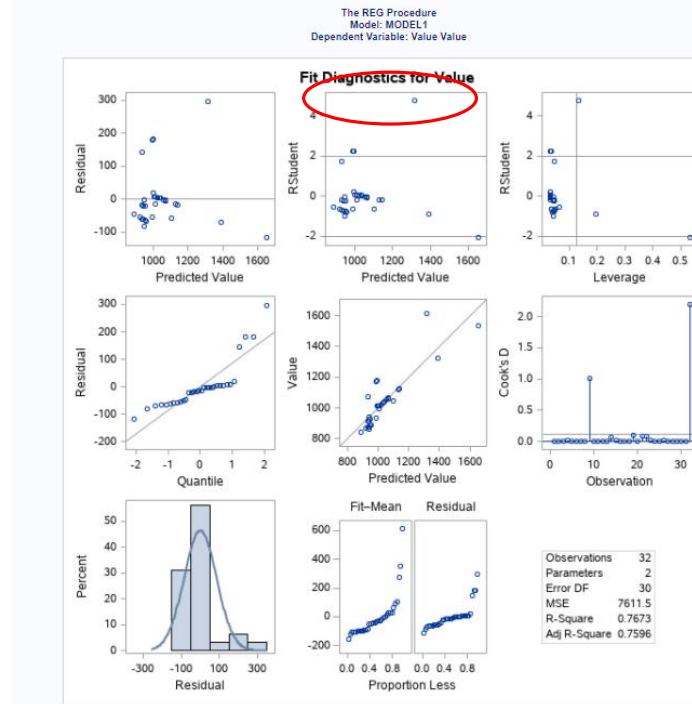 The REG Procedure
Model: MODEL1
Dependent Variable: Value Value
Fit Diagnostics for Value
300
200
100
0
-100
Residual
1000 1200 1400 1600
Predicted Value
4
2
0
-2
RStudent
1000 1200 1400 1600
Predicted Value
4
2
0
-2
RStudent
0.1 0.2 0.3 0.4 0.5
Leverage
300
200
100
0
-100
-200
Residual
-2 -1 0 1 2
Quantile
1600
1400
1200
1000
800
Value
800 1000 1200 1400 1600
Predicted Value
2.0
1.5
1.0
0.5
0.0
Cook's D
0 10 20 30
Observation
50
40
30
20
10
0
Percent
-300 -100 100 300
Residual
Fit–Mean Residual
600
400
200
0
-200
0.0 0.4 0.8 0.0 0.4 0.8
Proportion Less
Observations 32
Parameters 2
Error DF 30
MSE 7611.5
R-Square 0.7673
Adj R-Square 0.7596